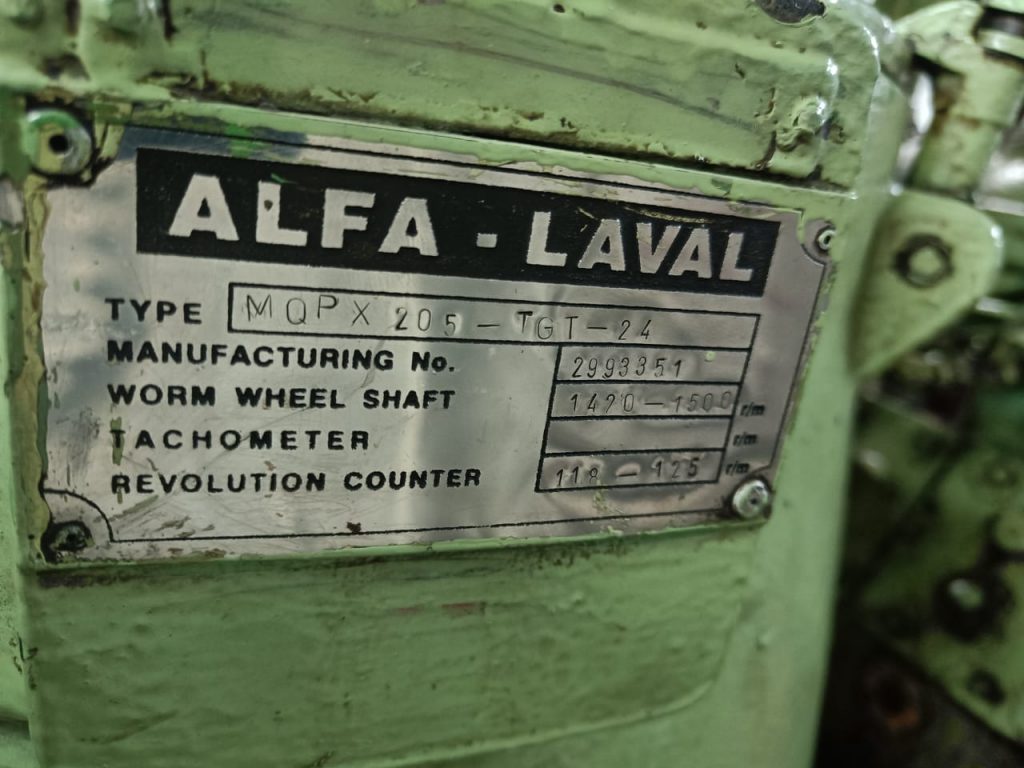 ALFA - LAVAL
TYPE MQPX 205-TGT-24
MANUFACTURING No. 2993351
WORM WHEEL SHAFT 1420-1500 r/m
TACHOMETER r/m
REVOLUTION COUNTER 118-125 r/m